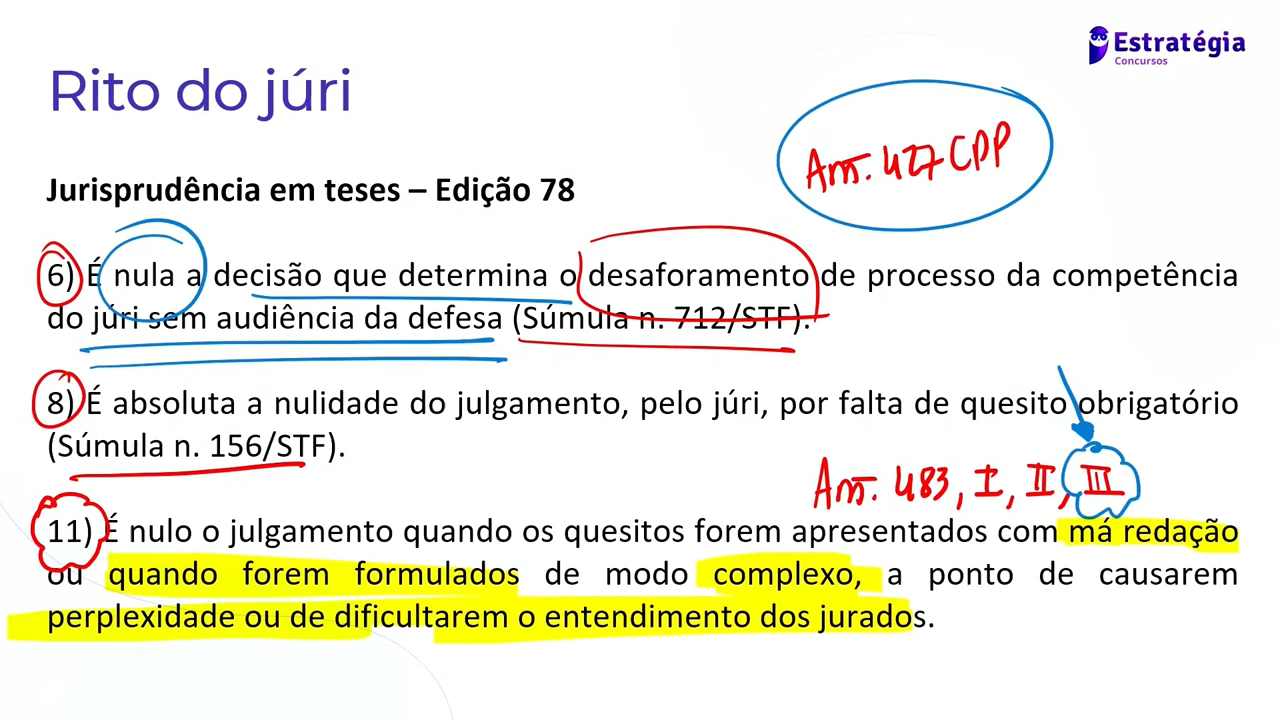 Estratégia
Concursos
Rito do júri
Art. 427 CPP
Jurisprudência em teses – Edição 78
6) É nula a decisão que determina o desaforamento de processo da competência
do júri sem audiência da defesa (Súmula n. 712/STF).
8) É absoluta a nulidade do julgamento, pelo júri, por falta de quesito obrigatório
(Súmula n. 156/STF).
Art. 483, I, II, III
11) É nulo o julgamento quando os quesitos forem apresentados com má redação
ou quando forem formulados de modo complexo, a ponto de causarem
perplexidade ou de dificultarem o entendimento dos jurados.